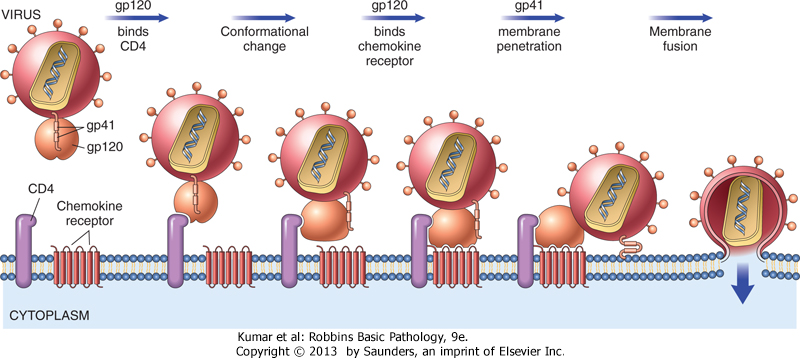 VIRUS
gp120
binds
CD4
Conformational
change
gp120
binds
chemokine
receptor
gp41
membrane
penetration
Membrane
fusion
gp41
gp120
CD4
Chemokine
receptor
CYTOPLASM
Kumar et al: Robbins Basic Pathology, 9e.
Copyright © 2013 by Saunders, an imprint of Elsevier Inc.